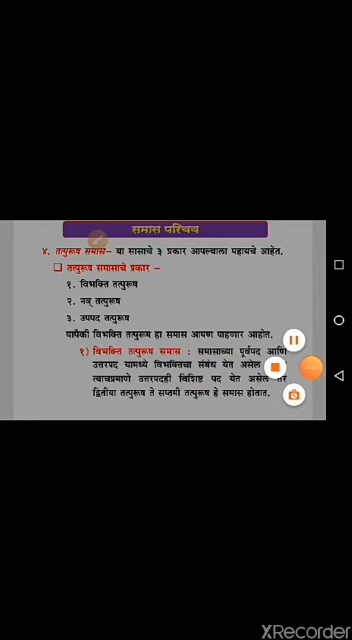 समास परिचय
४. तत्पुरूष समास– या सासाचे ३ प्रकार आपल्याला पहायचे आहेत.
❑ तत्पुरूष समासाचे प्रकार –
१. विभक्ति तत्पुरूष
२. नञ् तत्पुरूष
३. उपपद तत्पुरूष
यापैकी विभक्ति तत्पुरूष हा समास आपण पाहणार आहोत.
१) विभक्ति तत्पुरूष समास : समासाच्या पूर्वपद आणि
उत्तरपद यामध्ये विभक्तिचा संबंध येत असेल
त्याचप्रमाणे उत्तरपदही विशिष्ट पद येत असेल तर
द्वितीया तत्पुरूष ते सप्तमी तत्पुरूष हे समास होतात.
XRecorder